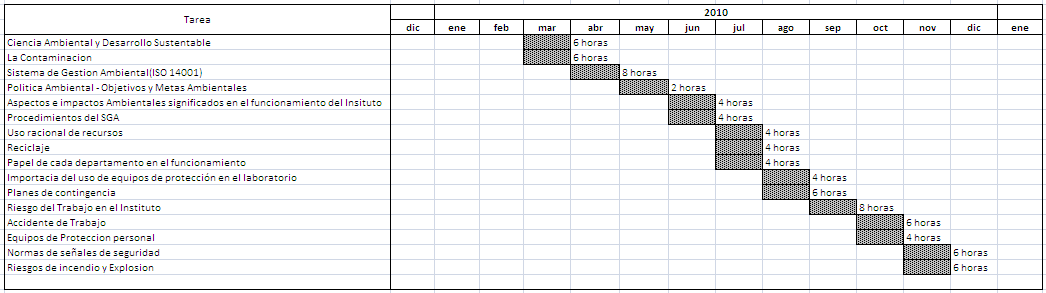 Tarea 2010
dic ene feb mar abr may jun jul ago sep oct nov dic ene
Ciencia Ambiental y Desarrollo Sustentable 6 horas
La Contaminacion 6 horas
Sistema de Gestion Ambiental(ISO 14001) 8 horas
Politica Ambiental - Objetivos y Metas Ambientales 2 horas
Aspectos e impactos Ambientales significados en el funcionamiento del Insituto 4 horas
Procedimientos del SGA 4 horas
Uso racional de recursos 4 horas
Reciclaje 4 horas
Papel de cada departamento en el funcionamiento 4 horas
Importacia del uso de equipos de protección en el laboratorio 4 horas
Planes de contingencia 6 horas
Riesgo del Trabajo en el Instituto 8 horas
Accidente de Trabajo 6 horas
Equipos de Proteccion personal 4 horas
Normas de señales de seguridad 6 horas
Riesgos de incendio y Explosion 6 horas